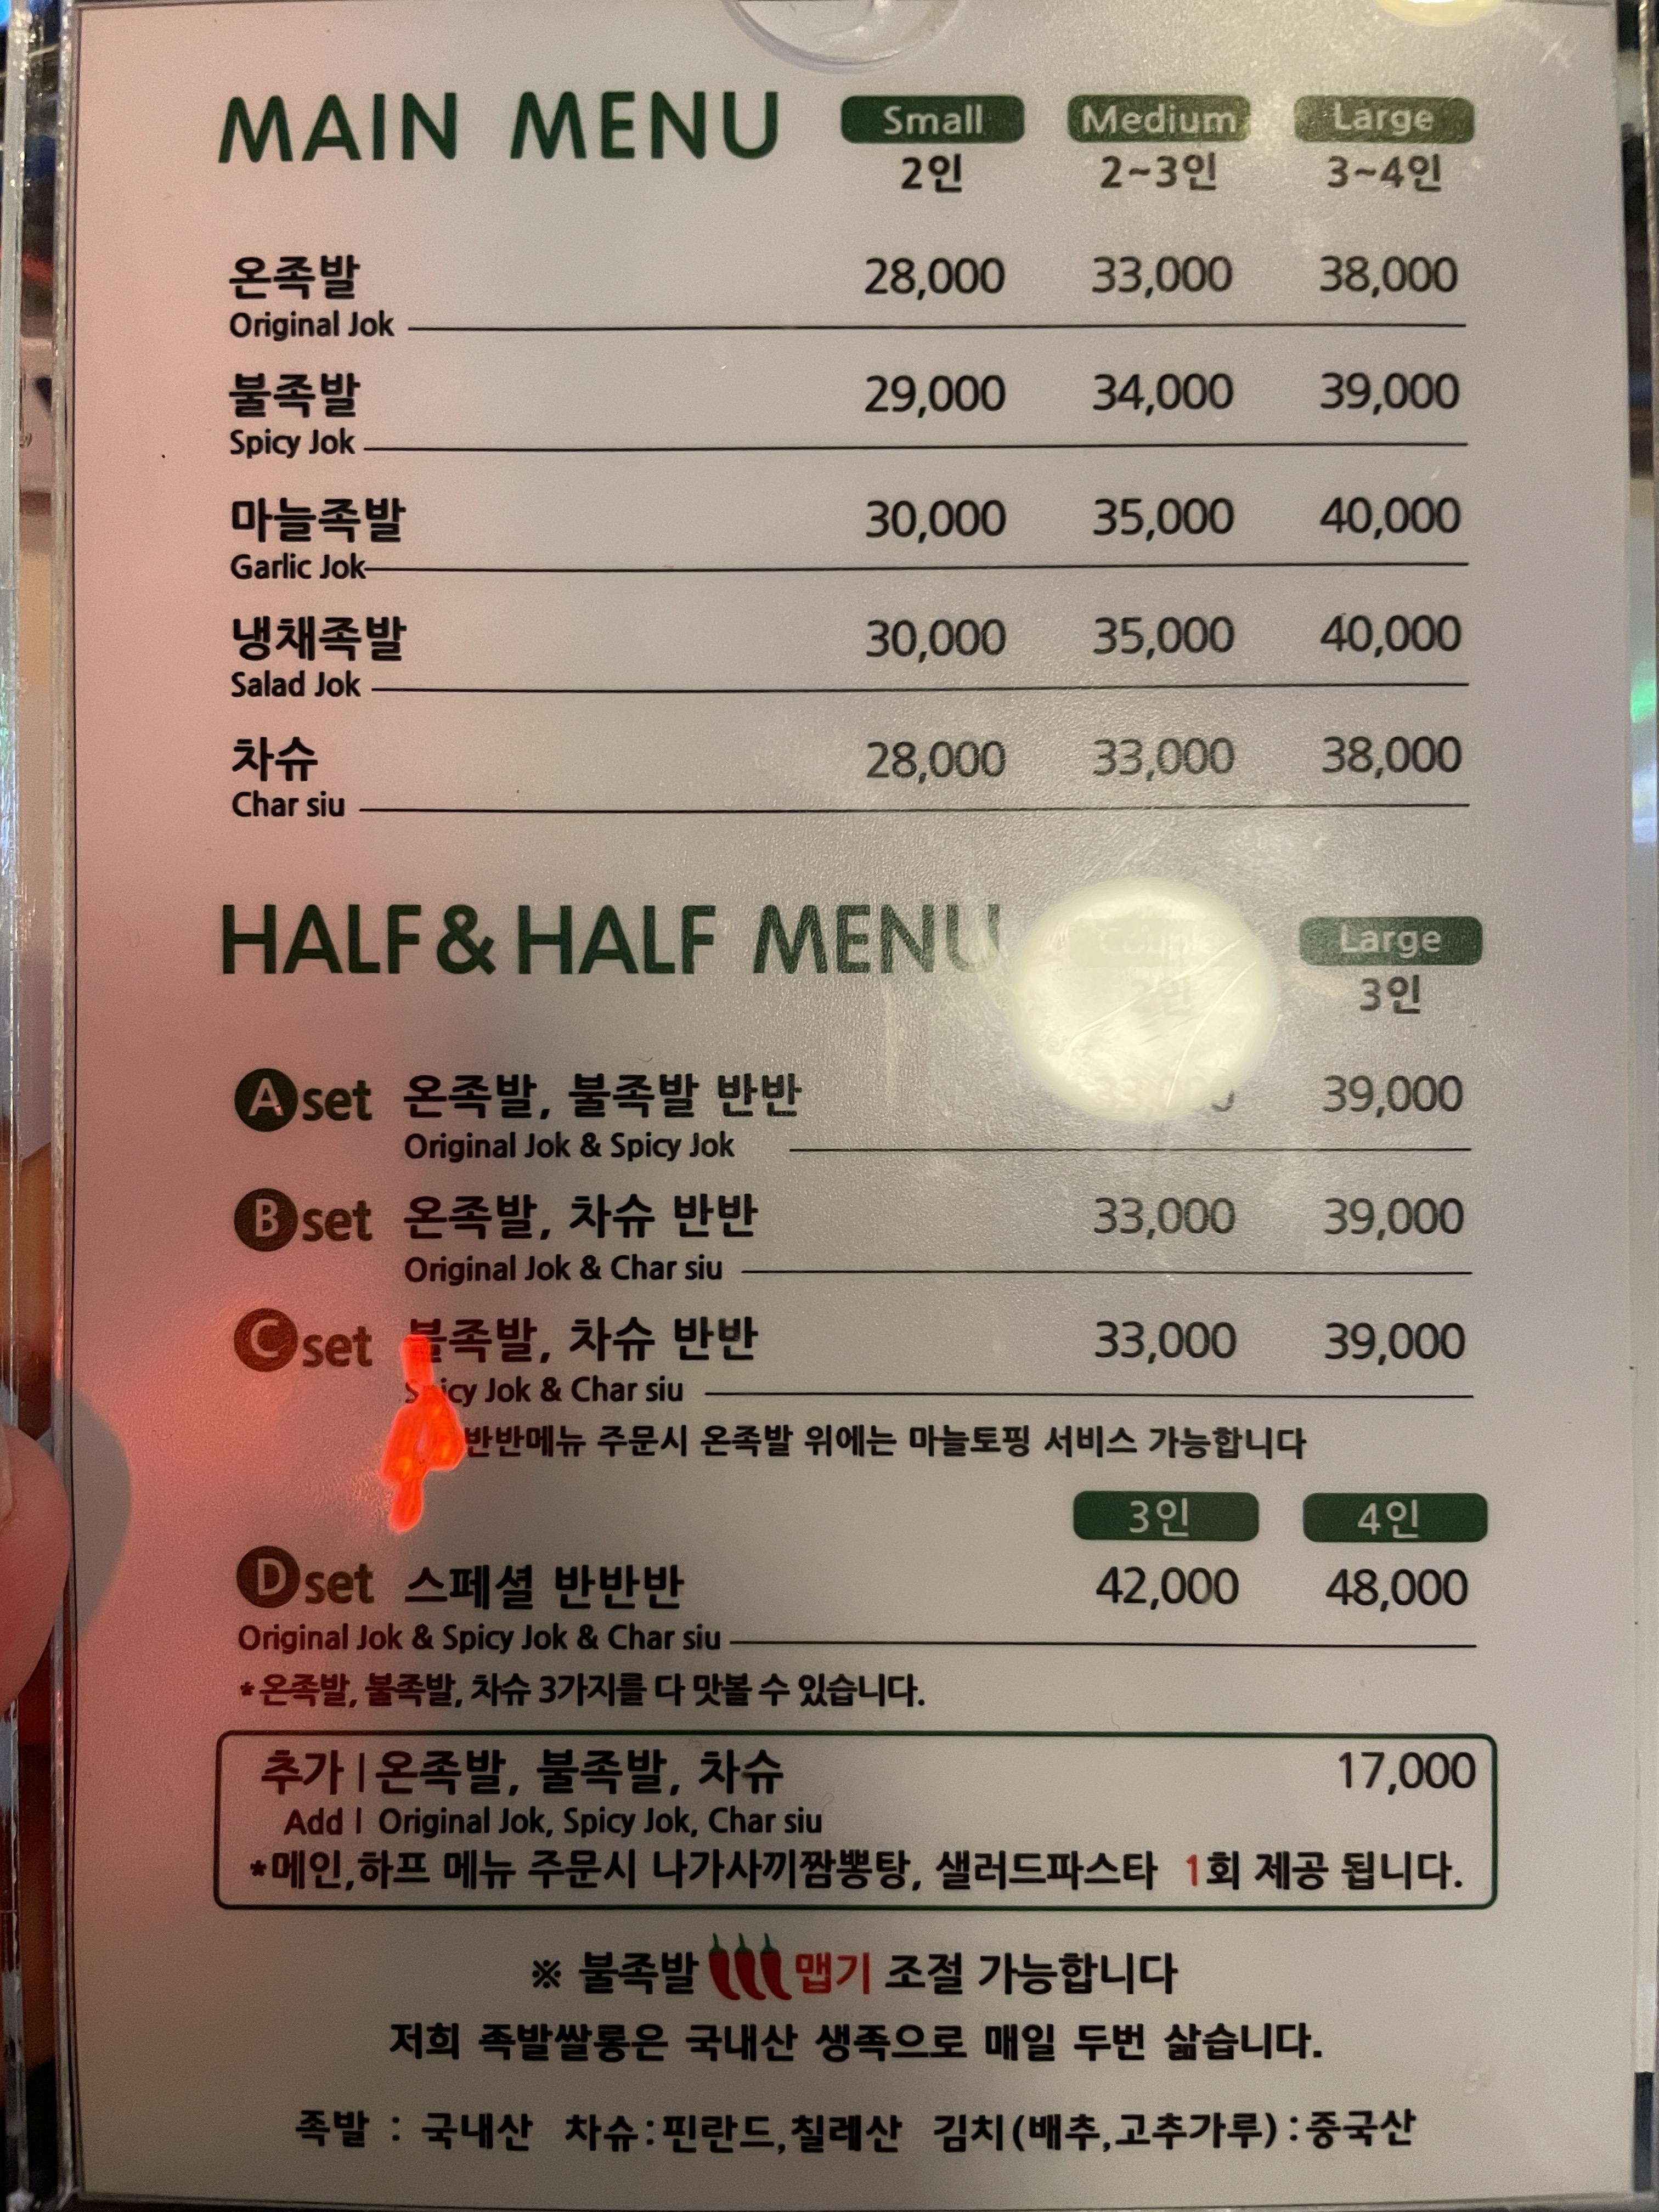 MAIN MENU Small Medium Large
2인 2~3인 3~4인
온족발 28,000 33,000 38,000
Original Jok
불족발 29,000 34,000 39,000
Spicy Jok
마늘족발 30,000 35,000 40,000
Garlic Jok
냉채족발 30,000 35,000 40,000
Salad Jok
차슈 28,000 33,000 38,000
Char siu
HALF&HALF MENU Large
3인
A set 온족발, 불족발 반반 39,000
Original Jok & Spicy Jok
B set 온족발, 차슈 반반 33,000 39,000
Original Jok & Char siu
C set 불족발, 차슈 반반 33,000 39,000
Spicy Jok & Char siu
반반메뉴 주문시 온족발 위에는 마늘토핑 서비스 가능합니다
3인 4인
D set 스페셜 반반반 42,000 48,000
Original Jok & Spicy Jok & Char siu
*온족발, 불족발, 차슈 3가지를 다 맛볼 수 있습니다.
추가 | 온족발, 불족발, 차슈 17,000
Add | Original Jok, Spicy Jok, Char siu
*메인,하프 메뉴 주문시 나가사끼짬뽕탕, 샐러드파스타 1회 제공 됩니다.
※ 불족발 맵기 조절 가능합니다
저희 족발쌀롱은 국내산 생족으로 매일 두번 삶습니다.
족발 : 국내산 차슈:핀란드,칠레산 김치(배추,고추가루):중국산